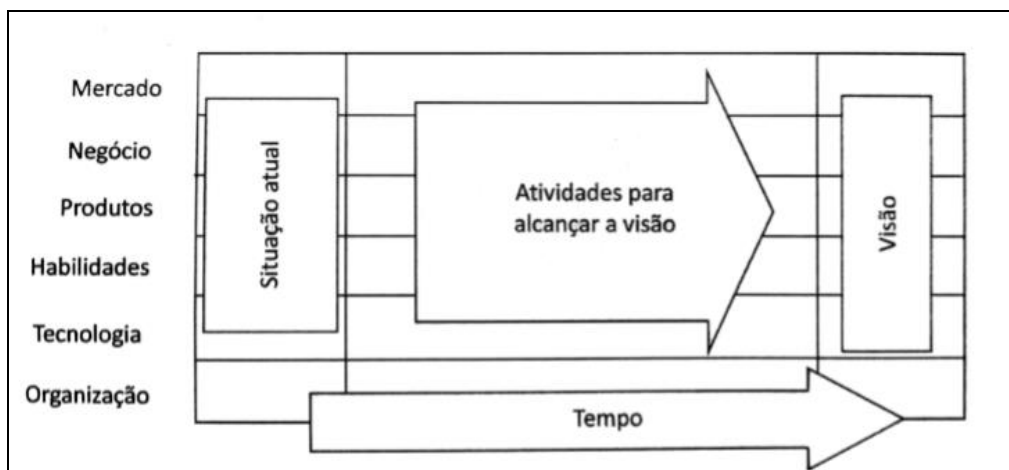 Mercado
Negócio
Produtos
Habilidades
Tecnologia
Organização
Situação atual
Atividades para
alcançar a visão
Visão
Tempo